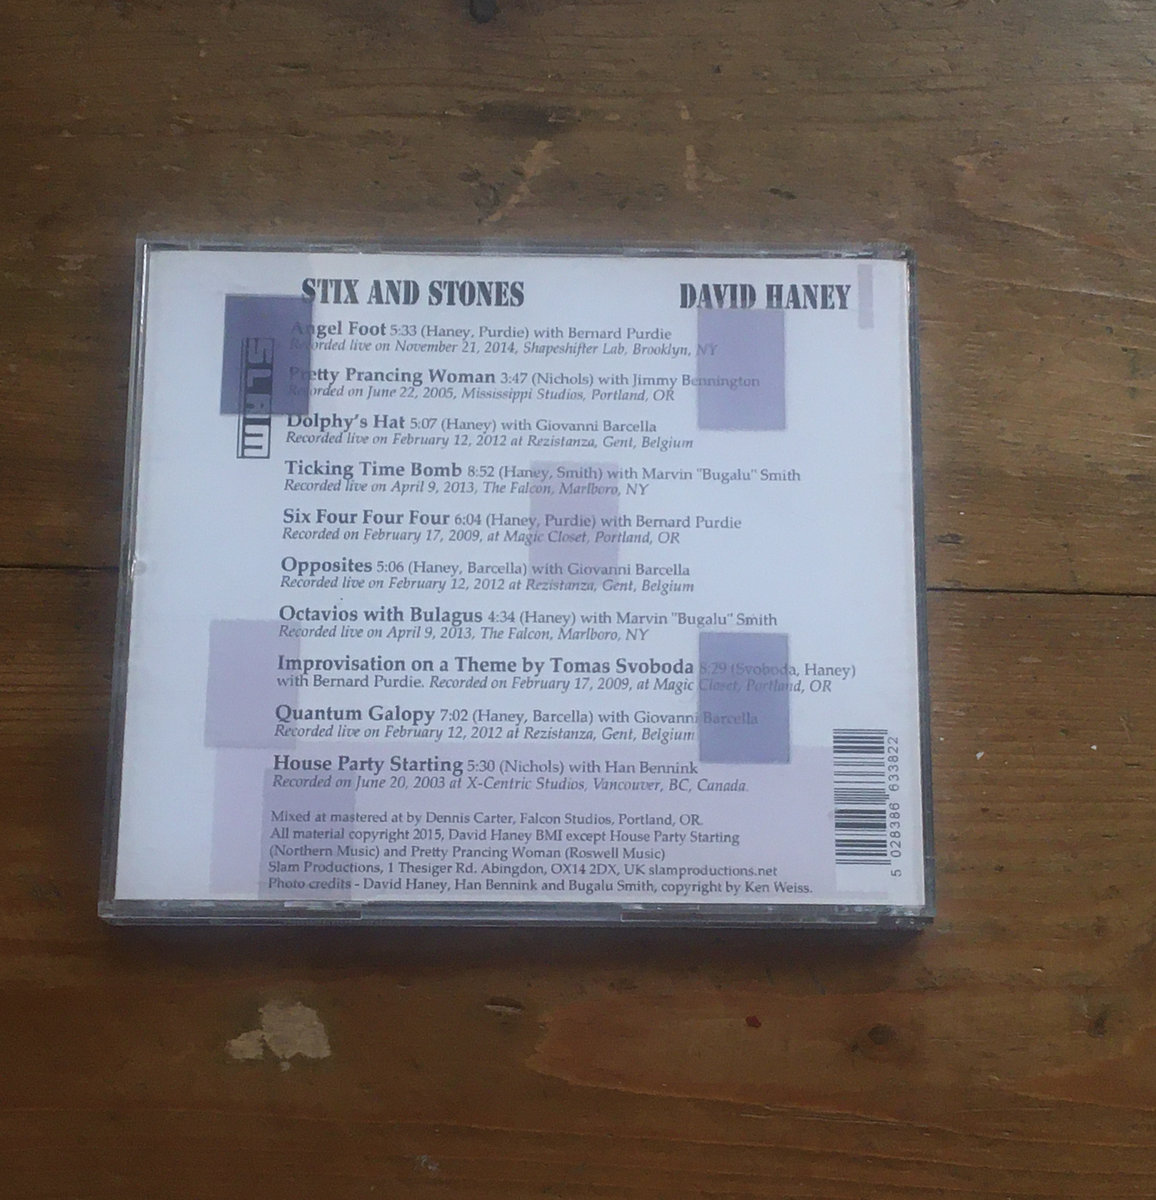 STIX AND STONES DAVID HANEY
SLAM
Angel Foot 5:33 (Haney, Purdie) with Bernard Purdie
Recorded live on November 21, 2014, Shapeshifter Lab, Brooklyn, NY
Pretty Prancing Woman 3:47 (Nichols) with Jimmy Bennington
Recorded on June 22, 2005, Mississippi Studios, Portland, OR
Dolphy's Hat 5:07 (Haney) with Giovanni Barcella
Recorded live on February 12, 2012 at Rezistanza, Gent, Belgium
Ticking Time Bomb 8:52 (Haney, Smith) with Marvin "Bugalu" Smith
Recorded live on April 9, 2013, The Falcon, Marlboro, NY
Six Four Four Four 6:04 (Haney, Purdie) with Bernard Purdie
Recorded on February 17, 2009, at Magic Closet, Portland, OR
Opposites 5:06 (Haney, Barcella) with Giovanni Barcella
Recorded live on February 12, 2012 at Rezistanza, Gent, Belgium
Octavios with Bulagus 4:34 (Haney) with Marvin "Bugalu" Smith
Recorded live on April 9, 2013, The Falcon, Marlboro, NY
Improvisation on a Theme by Tomas Svoboda 8:29 (Svoboda, Haney)
with Bernard Purdie. Recorded on February 17, 2009, at Magic Closet, Portland, OR
Quantum Galopy 7:02 (Haney, Barcella) with Giovanni Barcella
Recorded live on February 12, 2012 at Rezistanza, Gent, Belgium
House Party Starting 5:30 (Nichols) with Han Bennink
Recorded on June 20, 2003 at X-Centric Studios, Vancouver, BC, Canada.
Mixed at mastered at by Dennis Carter, Falcon Studios, Portland, OR.
All material copyright 2015, David Haney BMI except House Party Starting
(Northern Music) and Pretty Prancing Woman (Roswell Music)
Slam Productions, 1 Thesiger Rd. Abingdon, OX14 2DX, UK slamproductions.net
Photo credits - David Haney, Han Bennink and Bugalu Smith, copyright by Ken Weiss.
5 028386 633822